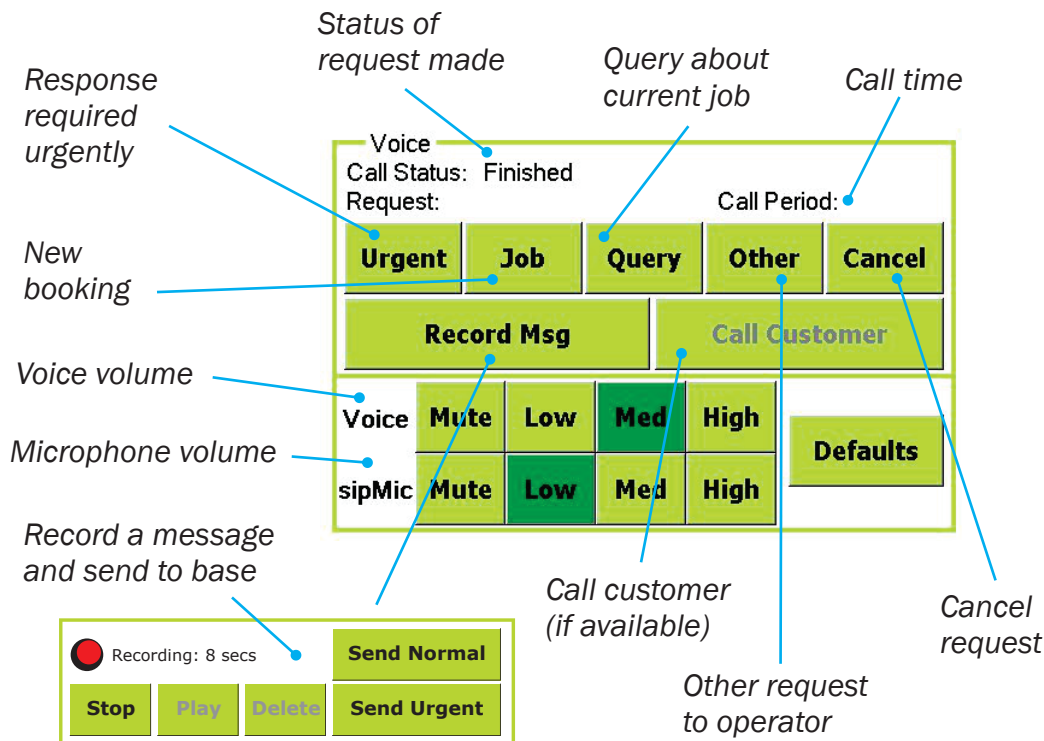 Status of
request made
Response
required
urgently
Query about
current job
Call time
Voice
Call Status: Finished
Request:
Call Period:
Urgent Job Query Other Cancel
New
booking
Record Msg Call Customer
Voice volume
Voice Mute Low Med High
Defaults
Microphone volume
sipMic Mute Low Med High
Record a message
and send to base
Call customer
(if available)
Cancel
request
Other request
to operator
Recording: 8 secs Send Normal
Stop Play Delete Send Urgent